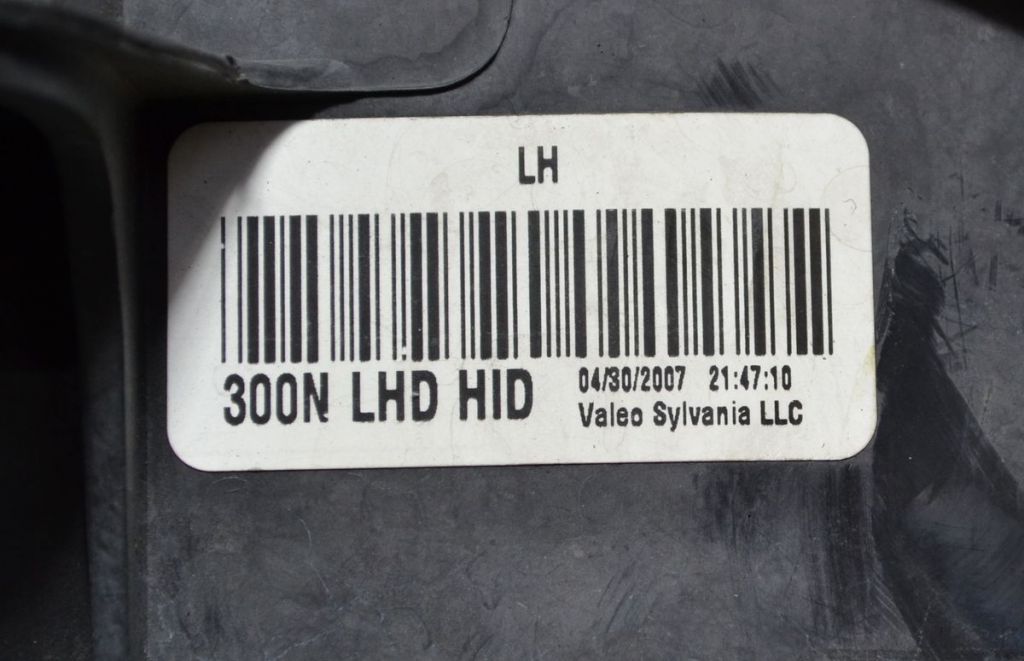 LH
300N LHD HID
04/30/2007 21:47:10
Valeo Sylvania LLC